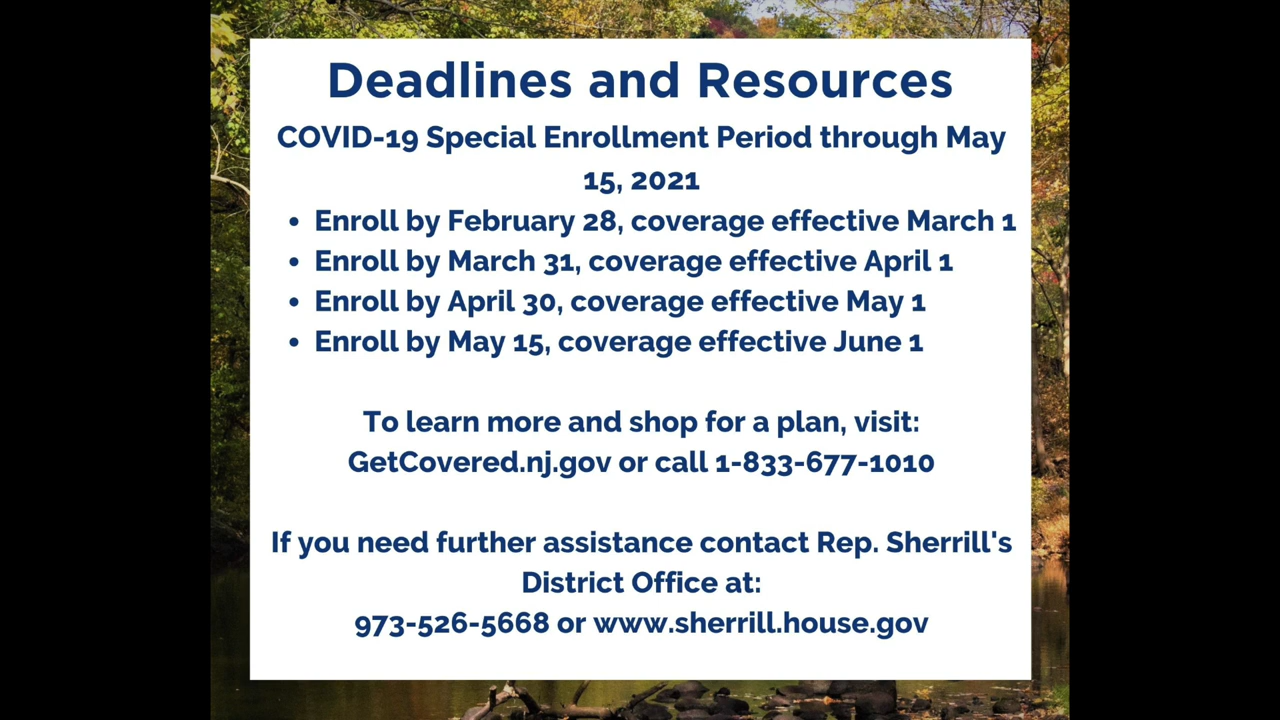 Deadlines and Resources
COVID-19 Special Enrollment Period through May
15, 2021
• Enroll by February 28, coverage effective March 1
• Enroll by March 31, coverage effective April 1
• Enroll by April 30, coverage effective May 1
• Enroll by May 15, coverage effective June 1
To learn more and shop for a plan, visit:
GetCovered.nj.gov or call 1-833-677-1010
If you need further assistance contact Rep. Sherrill's
District Office at:
973-526-5668 or www.sherrill.house.gov